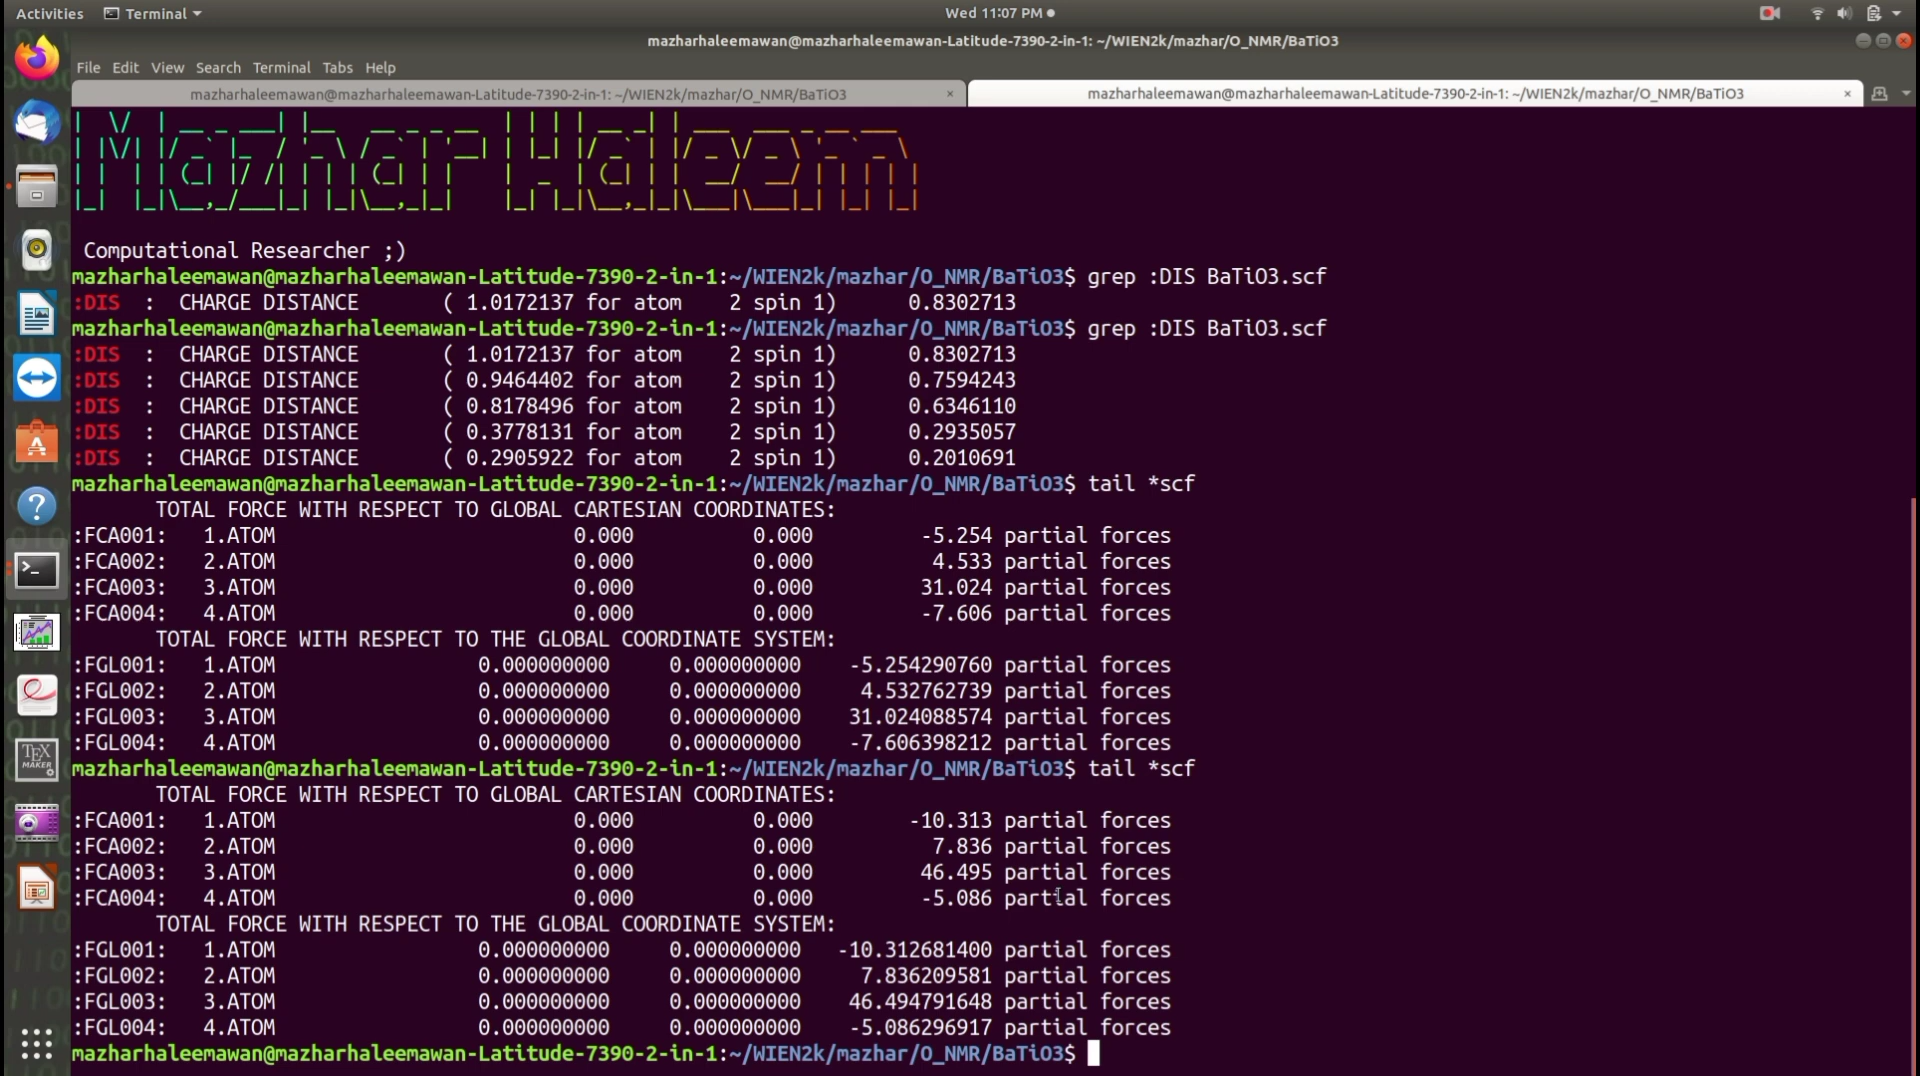 Activities Terminal Wed 11:07 PM
mazharhaleemawan@mazharhaleemawan-Latitude-7390-2-in-1: ~/WIEN2k/mazhar/O_NMR/BaTiO3
File Edit View Search Terminal Tabs Help
mazharhaleemawan@mazharhaleemawan-Latitude-7390-2-in-1: ~/WIEN2k/mazhar/O_NMR/BaTiO3 × mazharhaleemawan@mazharhaleemawan-Latitude-7390-2-in-1: ~/WIEN2k/mazhar/O_NMR/BaTiO3 ×
Mazhar Haleem
Computational Researcher ;)
mazharhaleemawan@mazharhaleemawan-Latitude-7390-2-in-1:~/WIEN2k/mazhar/O_NMR/BaTiO3$ grep :DIS BaTiO3.scf
:DIS : CHARGE DISTANCE ( 1.0172137 for atom 2 spin 1) 0.8302713
mazharhaleemawan@mazharhaleemawan-Latitude-7390-2-in-1:~/WIEN2k/mazhar/O_NMR/BaTiO3$ grep :DIS BaTiO3.scf
:DIS : CHARGE DISTANCE ( 1.0172137 for atom 2 spin 1) 0.8302713
:DIS : CHARGE DISTANCE ( 0.9464402 for atom 2 spin 1) 0.7594243
:DIS : CHARGE DISTANCE ( 0.8178496 for atom 2 spin 1) 0.6346110
:DIS : CHARGE DISTANCE ( 0.3778131 for atom 2 spin 1) 0.2935057
:DIS : CHARGE DISTANCE ( 0.2905922 for atom 2 spin 1) 0.2010691
mazharhaleemawan@mazharhaleemawan-Latitude-7390-2-in-1:~/WIEN2k/mazhar/O_NMR/BaTiO3$ tail *scf
TOTAL FORCE WITH RESPECT TO GLOBAL CARTESIAN COORDINATES:
:FCA001: 1.ATOM 0.000 0.000 -5.254 partial forces
:FCA002: 2.ATOM 0.000 0.000 4.533 partial forces
:FCA003: 3.ATOM 0.000 0.000 31.024 partial forces
:FCA004: 4.ATOM 0.000 0.000 -7.606 partial forces
TOTAL FORCE WITH RESPECT TO THE GLOBAL COORDINATE SYSTEM:
:FGL001: 1.ATOM 0.000000000 0.000000000 -5.254290760 partial forces
:FGL002: 2.ATOM 0.000000000 0.000000000 4.532762739 partial forces
:FGL003: 3.ATOM 0.000000000 0.000000000 31.024088574 partial forces
:FGL004: 4.ATOM 0.000000000 0.000000000 -7.606398212 partial forces
mazharhaleemawan@mazharhaleemawan-Latitude-7390-2-in-1:~/WIEN2k/mazhar/O_NMR/BaTiO3$ tail *scf
TOTAL FORCE WITH RESPECT TO GLOBAL CARTESIAN COORDINATES:
:FCA001: 1.ATOM 0.000 0.000 -10.313 partial forces
:FCA002: 2.ATOM 0.000 0.000 7.836 partial forces
:FCA003: 3.ATOM 0.000 0.000 46.495 partial forces
:FCA004: 4.ATOM 0.000 0.000 -5.086 partial forces
TOTAL FORCE WITH RESPECT TO THE GLOBAL COORDINATE SYSTEM:
:FGL001: 1.ATOM 0.000000000 0.000000000 -10.312681400 partial forces
:FGL002: 2.ATOM 0.000000000 0.000000000 7.836209581 partial forces
:FGL003: 3.ATOM 0.000000000 0.000000000 46.494791648 partial forces
:FGL004: 4.ATOM 0.000000000 0.000000000 -5.086296917 partial forces
mazharhaleemawan@mazharhaleemawan-Latitude-7390-2-in-1:~/WIEN2k/mazhar/O_NMR/BaTiO3$
TEX
MAKER